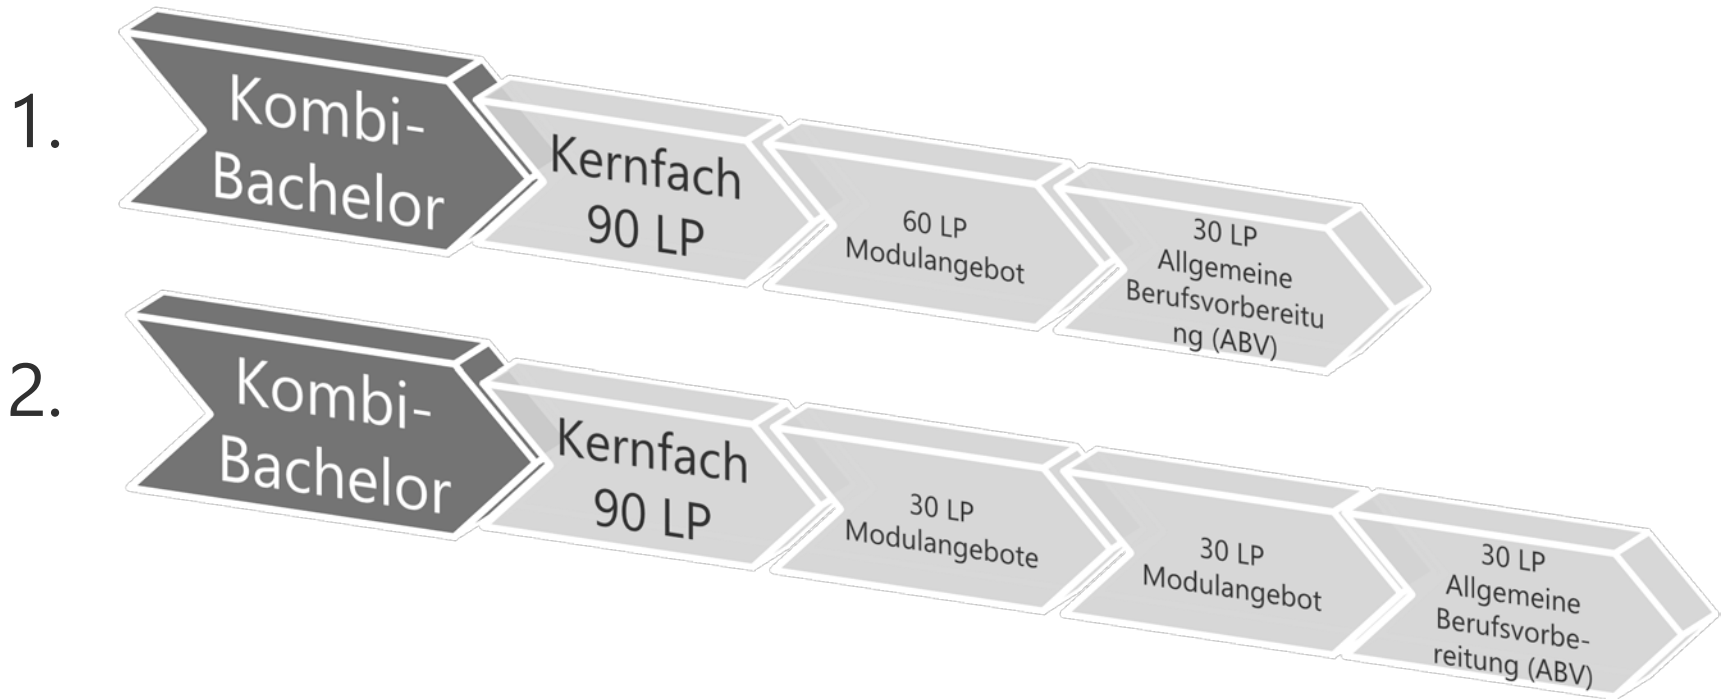 1.
Kombi-
Bachelor
Kernfach
90 LP
60 LP
Modulangebot
30 LP
Allgemeine
Berufsvorbereitu
ng (ABV)
2.
Kombi-
Bachelor
Kernfach
90 LP
30 LP
Modulangebote
30 LP
Modulangebot
30 LP
Allgemeine
Berufsvorbe-
reitung (ABV)